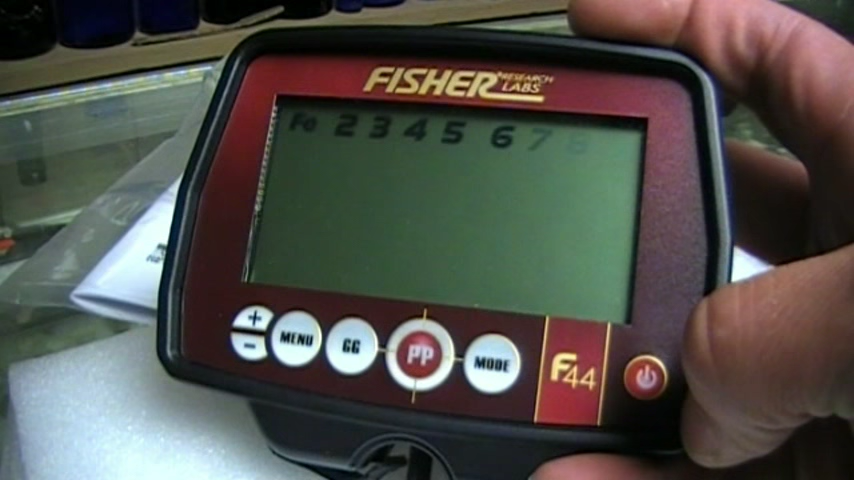 FISHER RESEARCH LABS
Fe 2 3 4 5 6 7 8
+
-
MENU GG PP MODE F44